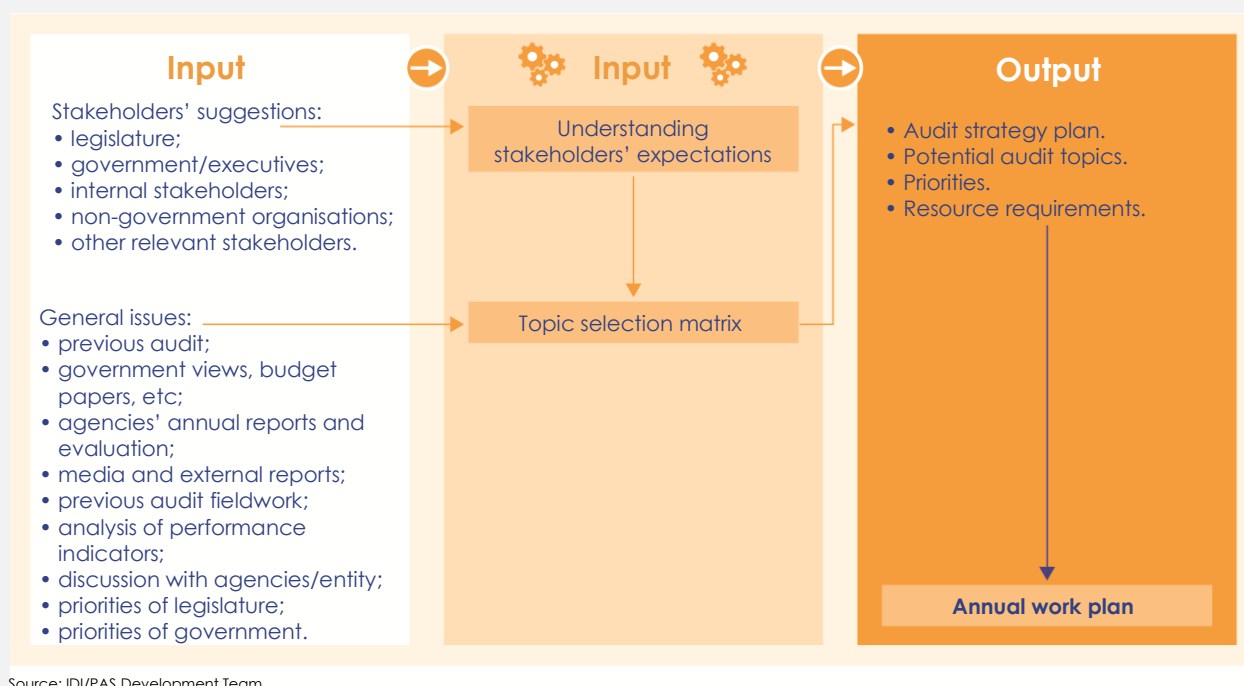 Input
Stakeholders' suggestions:
• legislature;
• government/executives;
• internal stakeholders;
• non-government organisations;
• other relevant stakeholders.
General issues:
• previous audit;
• government views, budget
papers, etc;
• agencies' annual reports and
evaluation;
• media and external reports;
• previous audit fieldwork;
• analysis of performance
indicators;
• discussion with agencies/entity;
• priorities of legislature;
• priorities of government.
Input
Understanding
stakeholders' expectations
Topic selection matrix
Output
• Audit strategy plan.
• Potential audit topics.
• Priorities.
• Resource requirements.
Annual work plan
Source: IDI/PAS Development Team